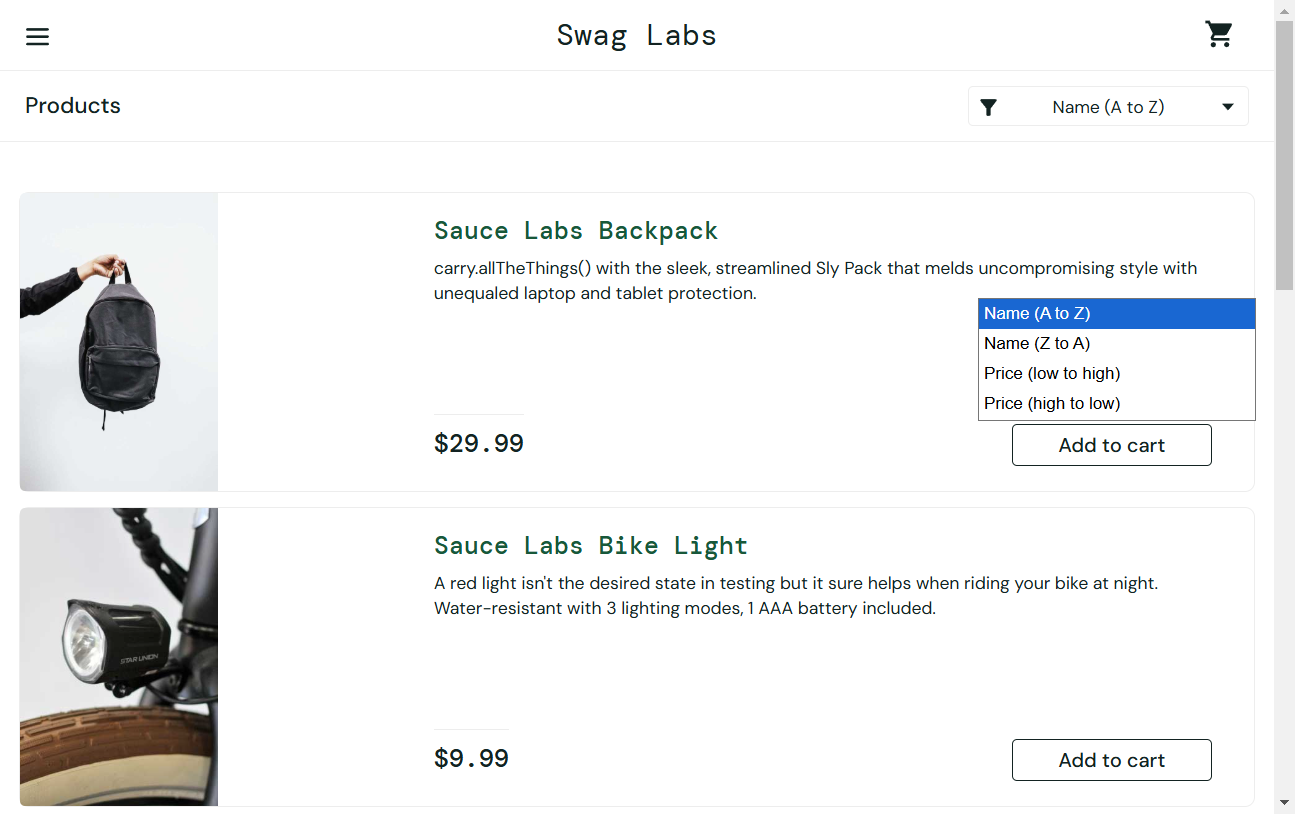 Swag Labs
Products
Name (A to Z)
Sauce Labs Backpack
carry.allTheThings() with the sleek, streamlined Sly Pack that melds uncompromising style with
unequaled laptop and tablet protection.
Name (A to Z)
Name (Z to A)
Price (low to high)
Price (high to low)
$29.99
Add to cart
Sauce Labs Bike Light
A red light isn't the desired state in testing but it sure helps when riding your bike at night.
Water-resistant with 3 lighting modes, 1 AAA battery included.
STAR UNION
$9.99
Add to cart